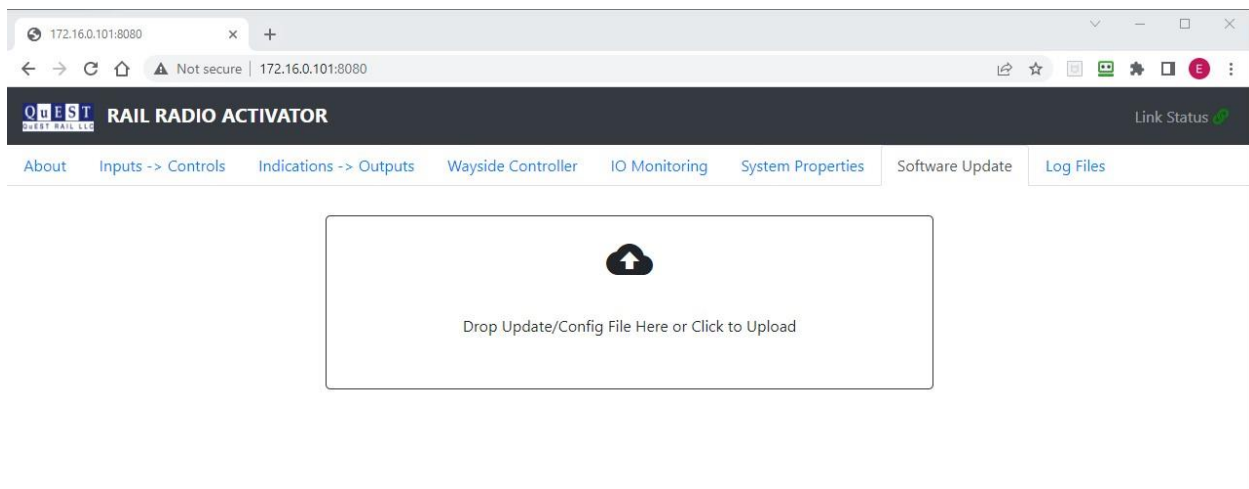 172.16.0.101:8080
Not secure | 172.16.0.101:8080
E
QuEST
QuEST RAIL LLC
RAIL RADIO ACTIVATOR
Link Status
About Inputs -> Controls Indications -> Outputs Wayside Controller IO Monitoring System Properties Software Update Log Files
Drop Update/Config File Here or Click to Upload